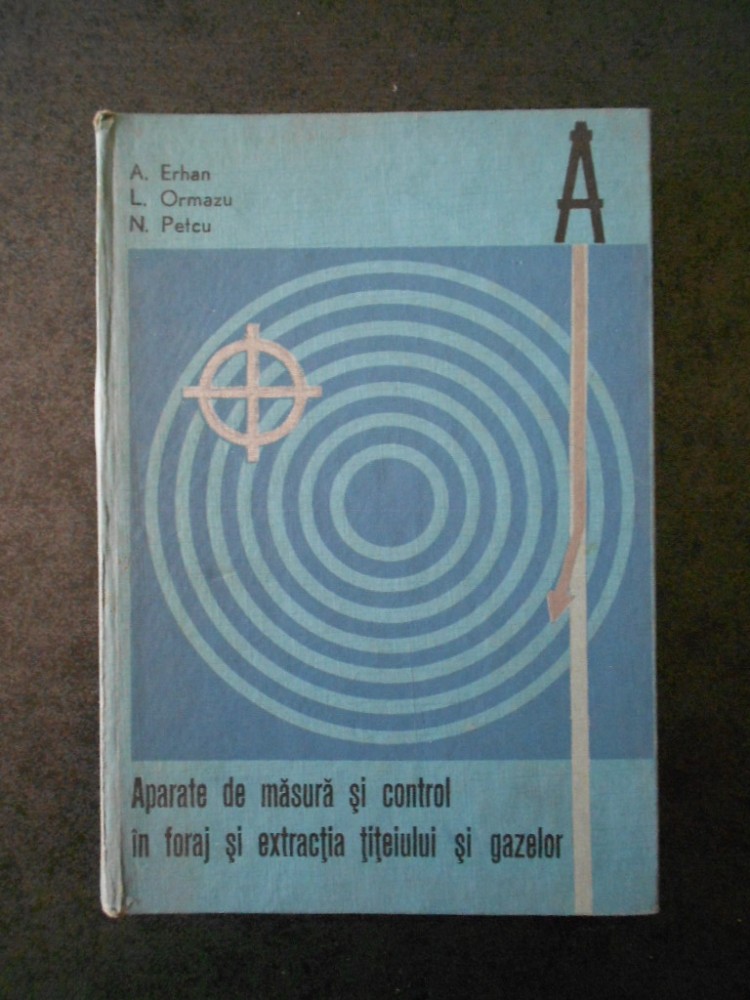 A. Erhan
L. Ormazu
N. Petcu
Aparate de măsură şi control
în foraj şi extracţia ţiţeiului şi gazelor